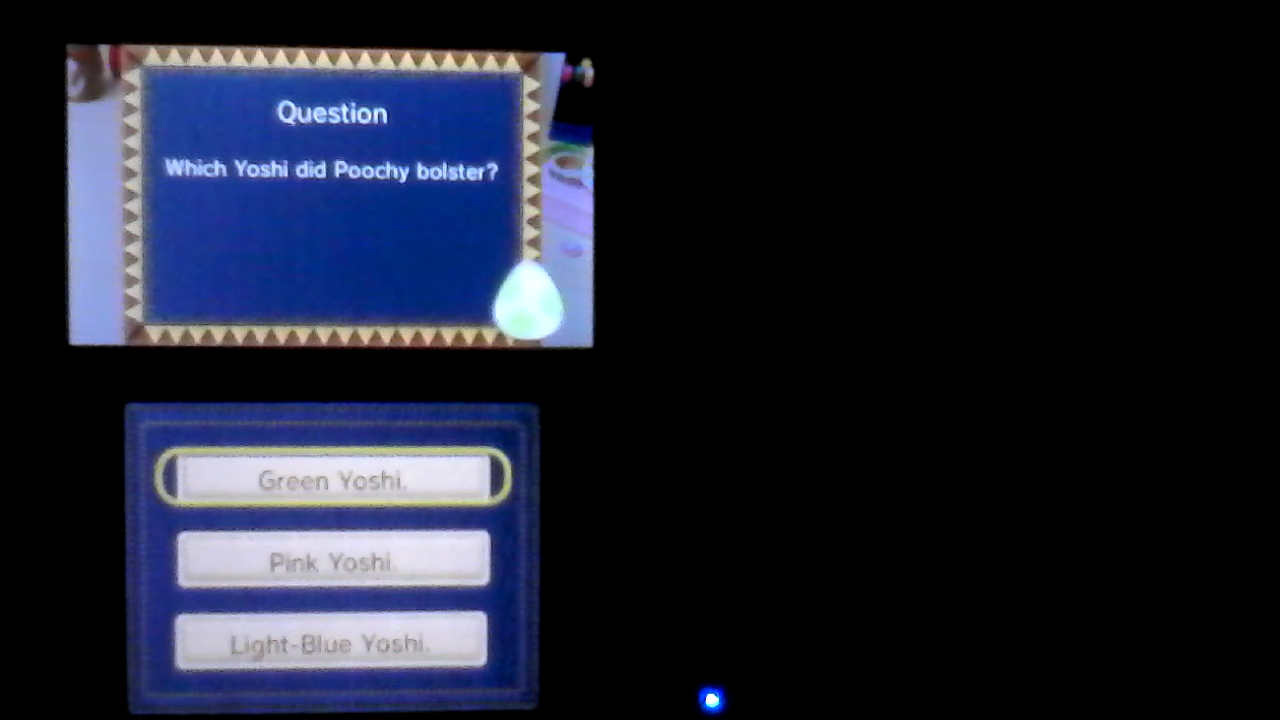 Question
Which Yoshi did Poochy bolster?
Green Yoshi.
Pink Yoshi.
Light-Blue Yoshi.